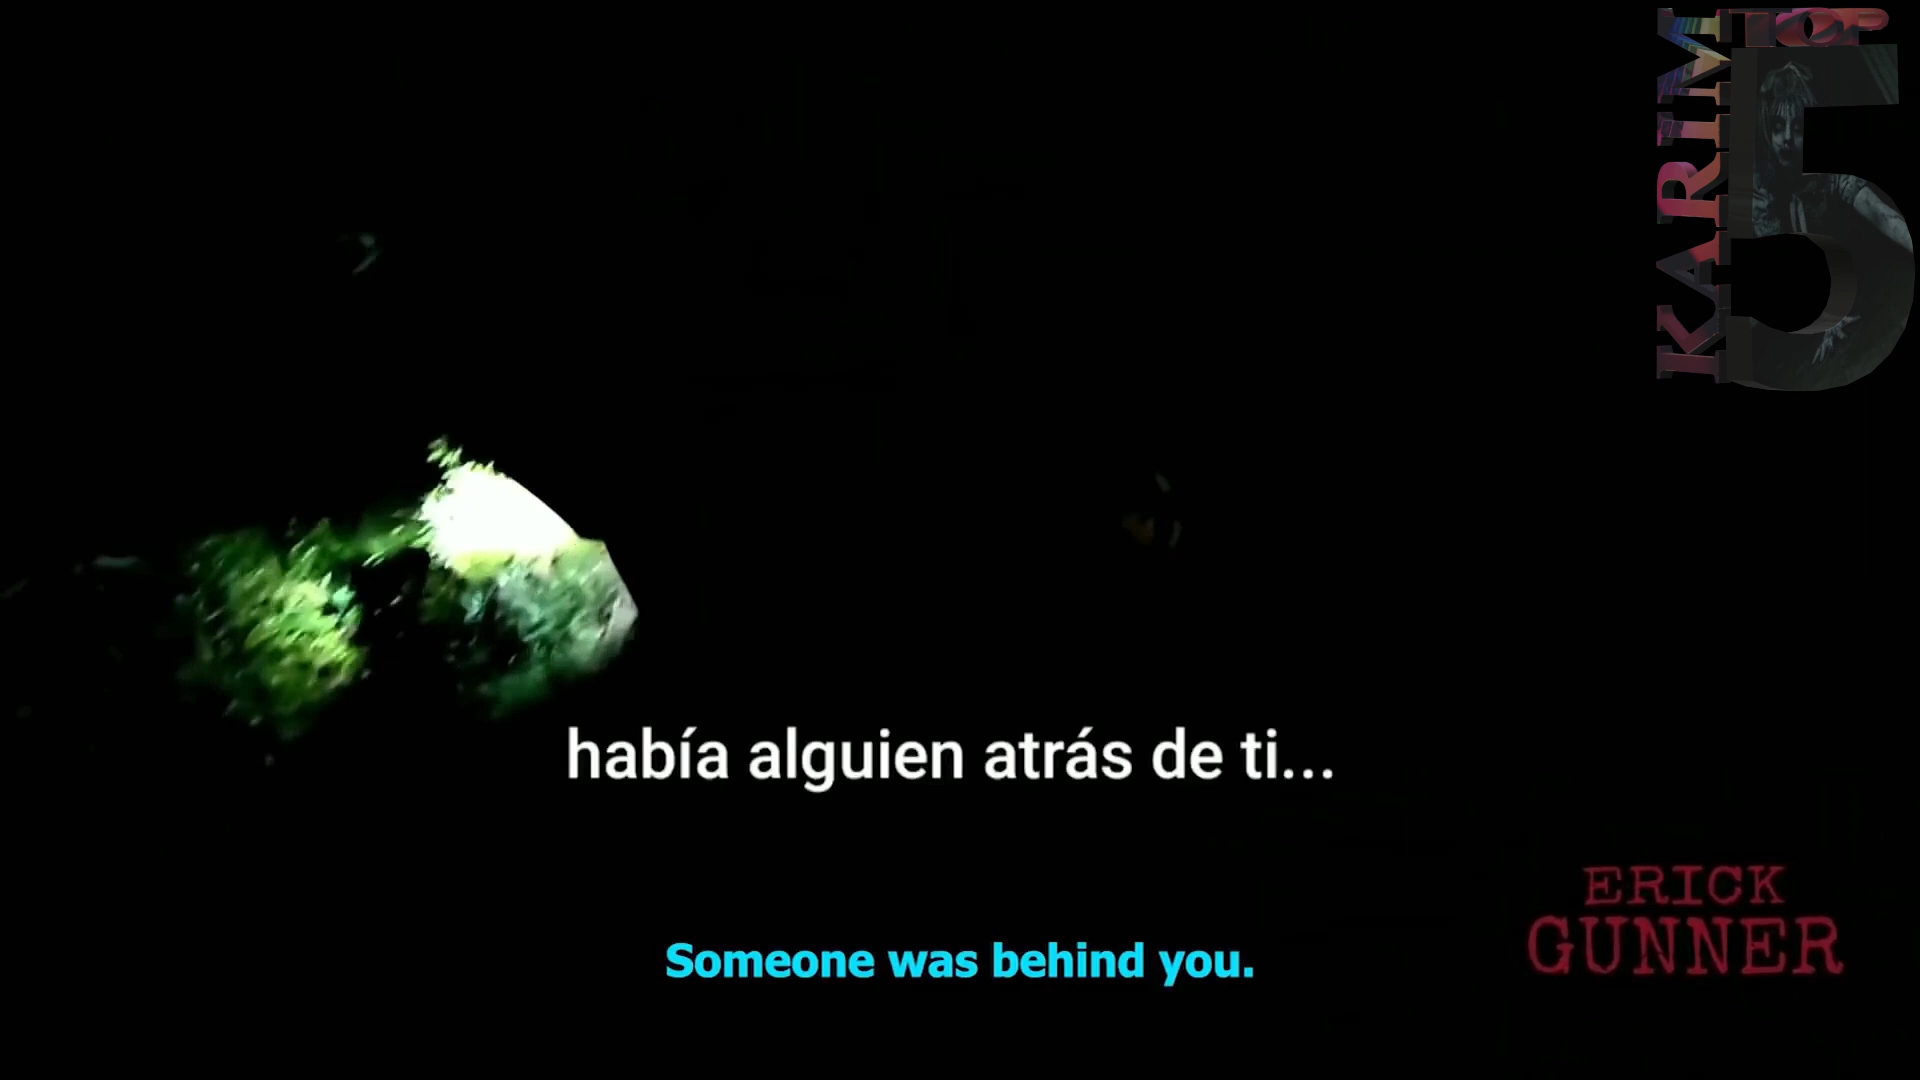 KARIM
TOP
5
había alguien atrás de ti...
Someone was behind you.
ERICK
GUNNER